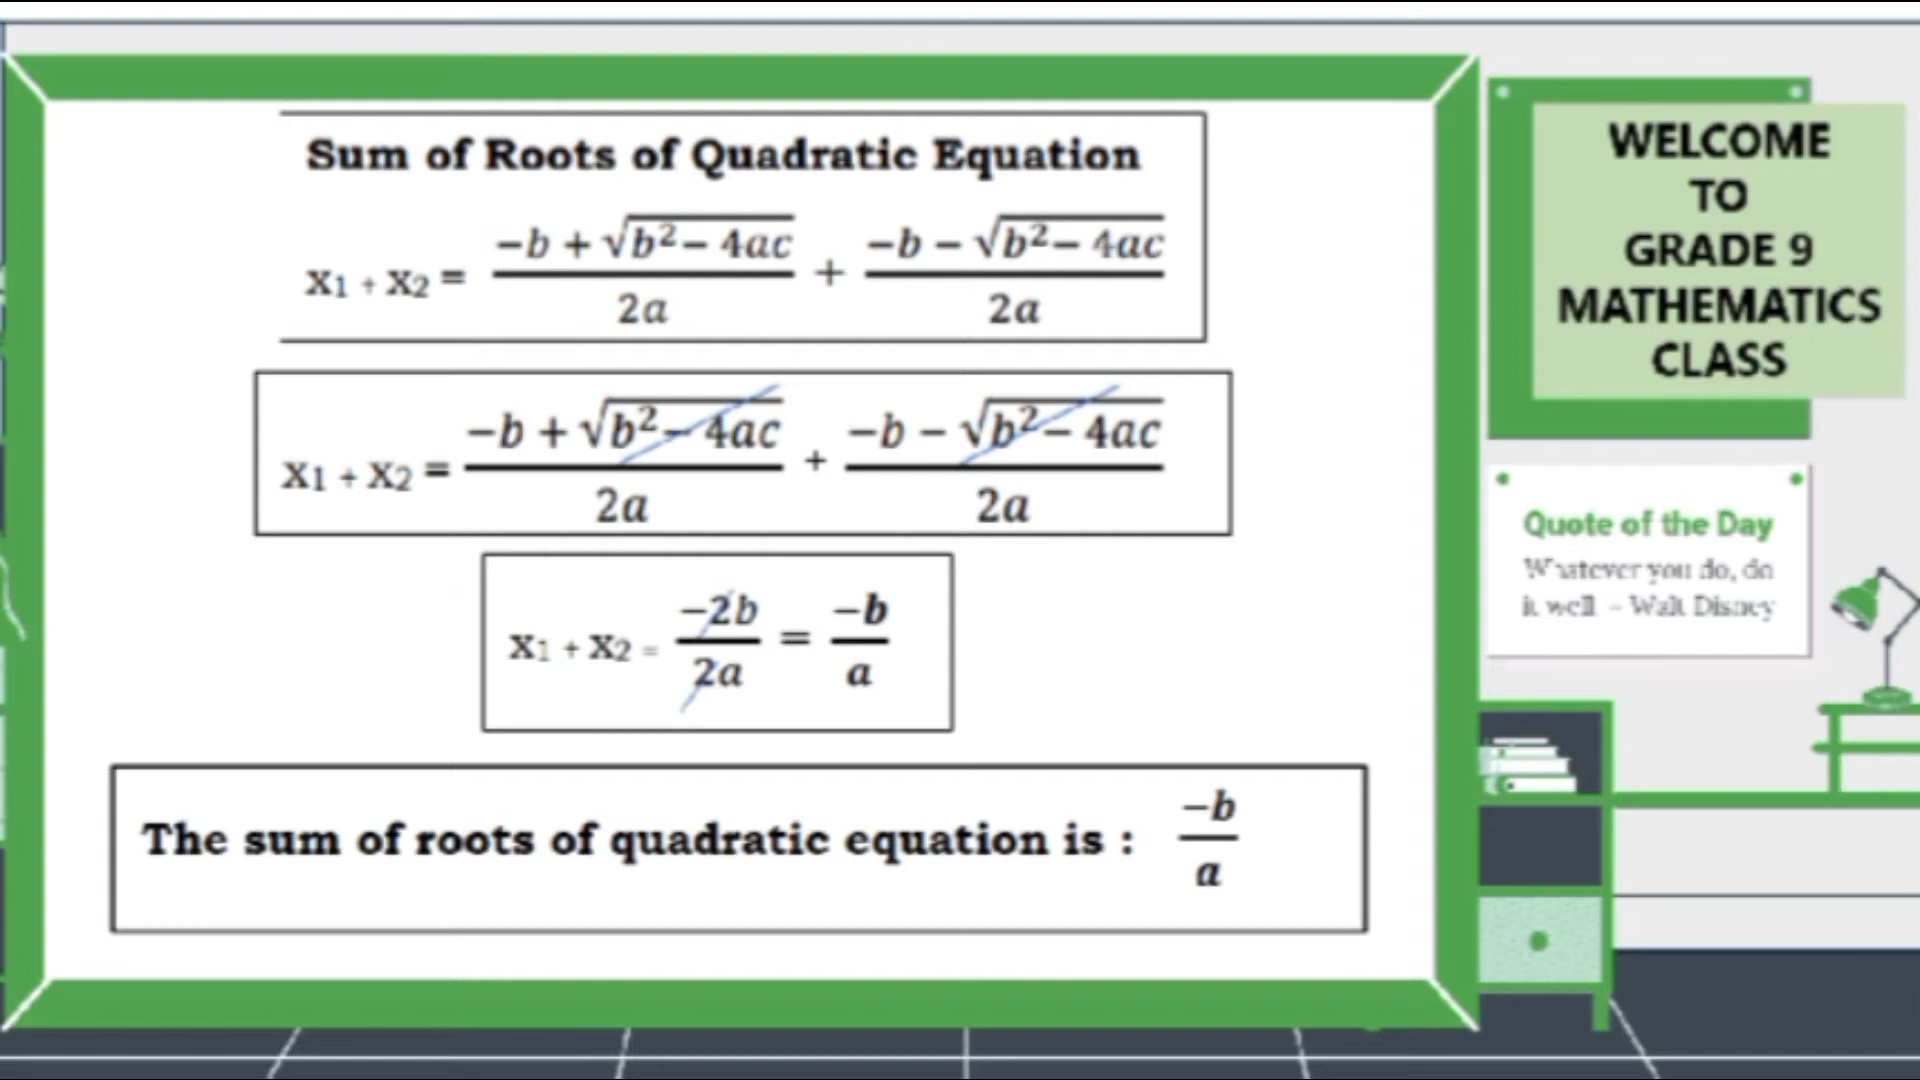 Sum of Roots of Quadratic Equation
x₁ + x₂ = (−b + √(b² − 4ac))/(2a) + (−b − √(b² − 4ac))/(2a)
x₁ + x₂ = (−b + √(b² − 4ac))/(2a) + (−b − √(b² − 4ac))/(2a)
x₁ + x₂ = −2b/2a = −b/a
The sum of roots of quadratic equation is : −b/a
WELCOME
TO
GRADE 9
MATHEMATICS
CLASS
Quote of the Day
Whatever you do, do
it well – Walt Disney